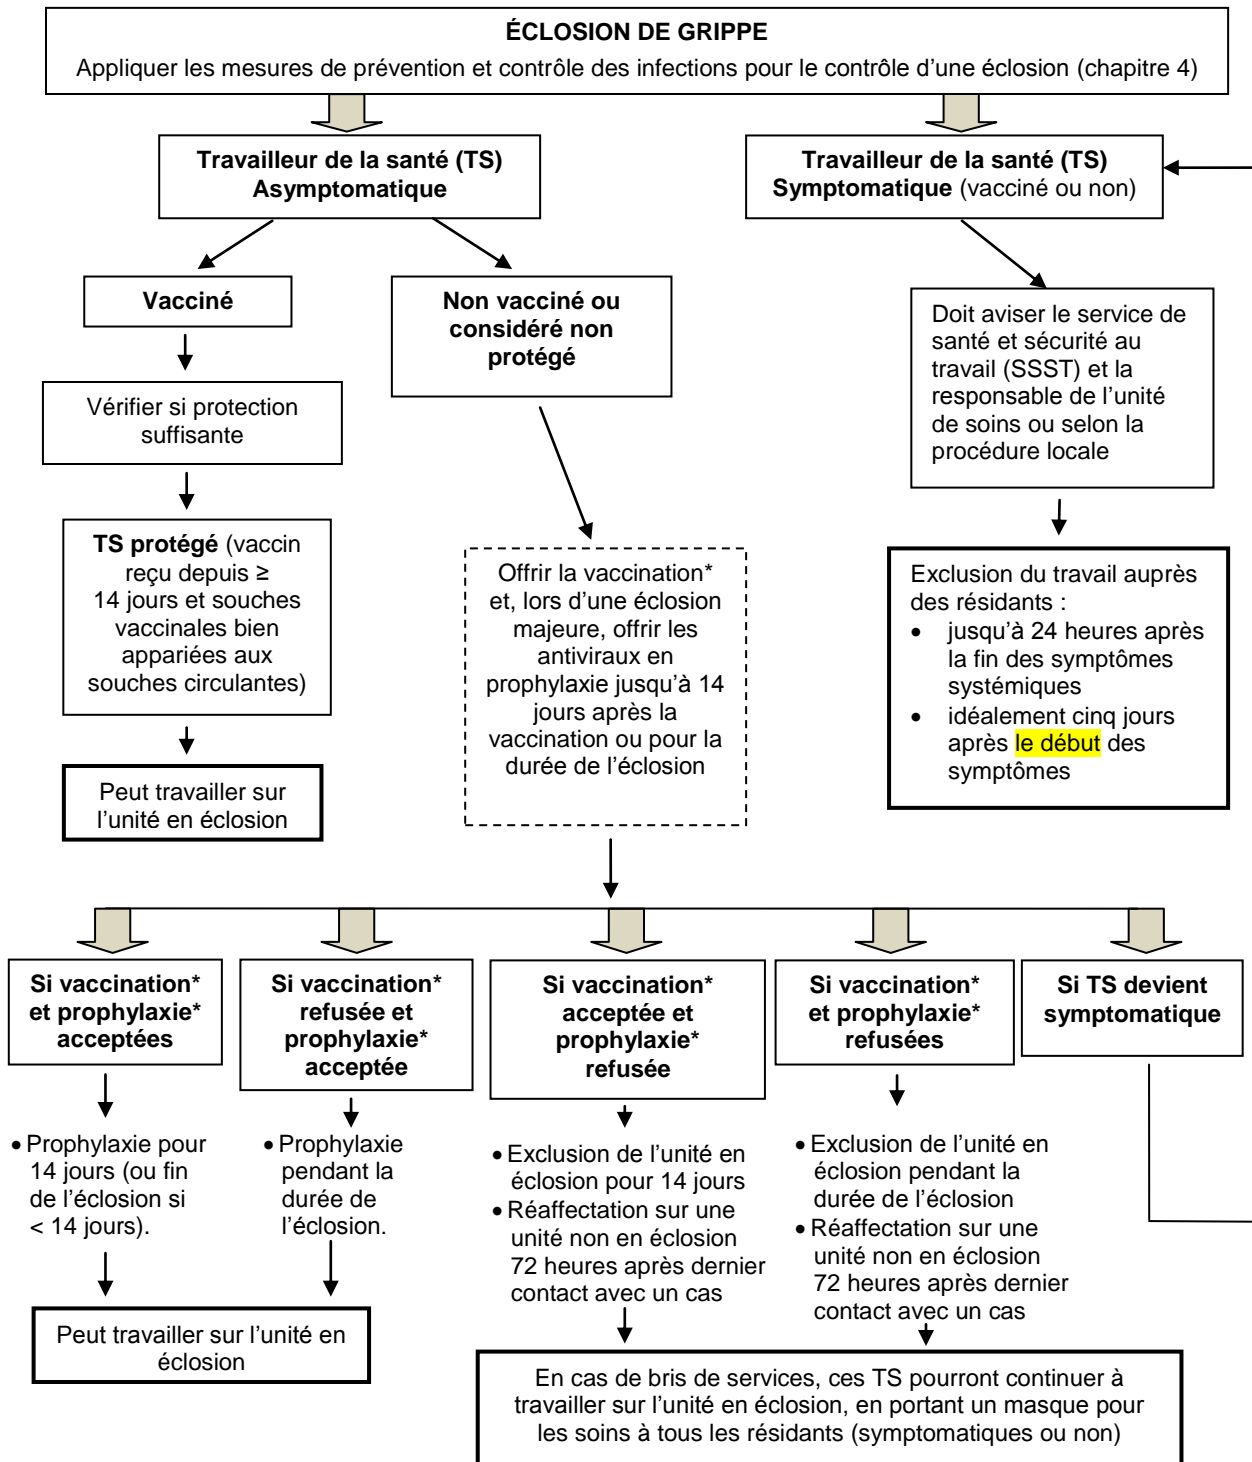 ÉCLOSION DE GRIPPE
Appliquer les mesures de prévention et contrôle des infections pour le contrôle d'une éclosion (chapitre 4)
Travailleur de la santé (TS)
Asymptomatique
Travailleur de la santé (TS)
Symptomatique (vacciné ou non)
Vacciné
Non vacciné ou
considéré non
protégé
Doit aviser le service de
santé et sécurité au
travail (SSST) et la
responsable de l'unité
de soins ou selon la
procédure locale
Vérifier si protection
suffisante
TS protégé (vaccin
reçu depuis ≥
14 jours et souches
vaccinales bien
appariées aux
souches circulantes)
Offrir la vaccination*
et, lors d'une éclosion
majeure, offrir les
antiviraux en
prophylaxie jusqu'à 14
jours après la
vaccination ou pour la
durée de l'éclosion
Exclusion du travail auprès
des résidants :
• jusqu'à 24 heures après
la fin des symptômes
systémiques
• idéalement cinq jours
après le début des
symptômes
Peut travailler sur
l'unité en éclosion
Si vaccination*
et prophylaxie*
acceptées
Si vaccination*
refusée et
prophylaxie*
acceptée
Si vaccination*
acceptée et
prophylaxie*
refusée
Si vaccination*
et prophylaxie*
refusées
Si TS devient
symptomatique
• Prophylaxie pour
14 jours (ou fin
de l'éclosion si
< 14 jours).
• Prophylaxie
pendant la
durée de
l'éclosion.
• Exclusion de l'unité en
éclosion pour 14 jours
• Réaffectation sur une
unité non en éclosion
72 heures après dernier
contact avec un cas
• Exclusion de l'unité en
éclosion pendant la
durée de l'éclosion
• Réaffectation sur une
unité non en éclosion
72 heures après dernier
contact avec un cas
Peut travailler sur l'unité en
éclosion
En cas de bris de services, ces TS pourront continuer à
travailler sur l'unité en éclosion, en portant un masque pour
les soins à tous les résidants (symptomatiques ou non)